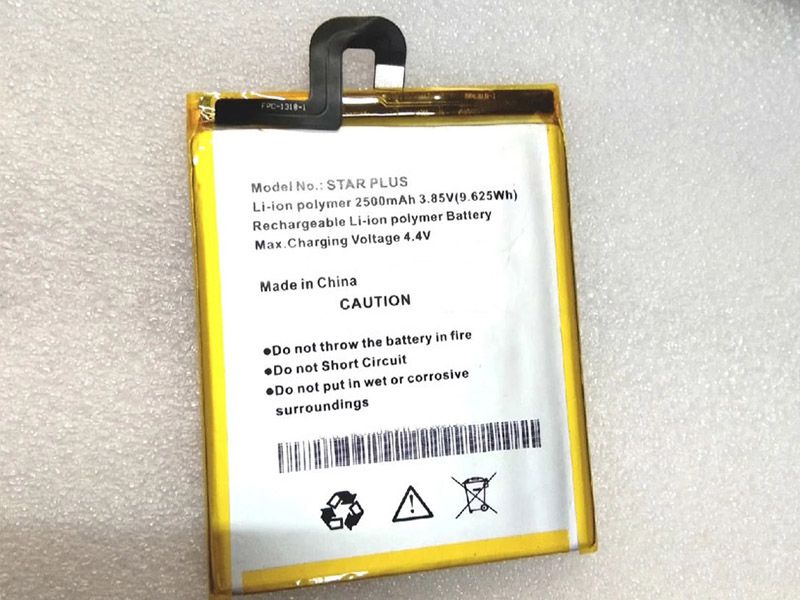 FPC-1318-1
Model No.: STAR PLUS
Li-ion polymer 2500mAh 3.85V(9.625Wh)
Rechargeable Li-ion polymer Battery
Max.Charging Voltage 4.4V
Made in China
CAUTION
●Do not throw the battery in fire
●Do not Short Circuit
●Do not put in wet or corrosive
surroundings